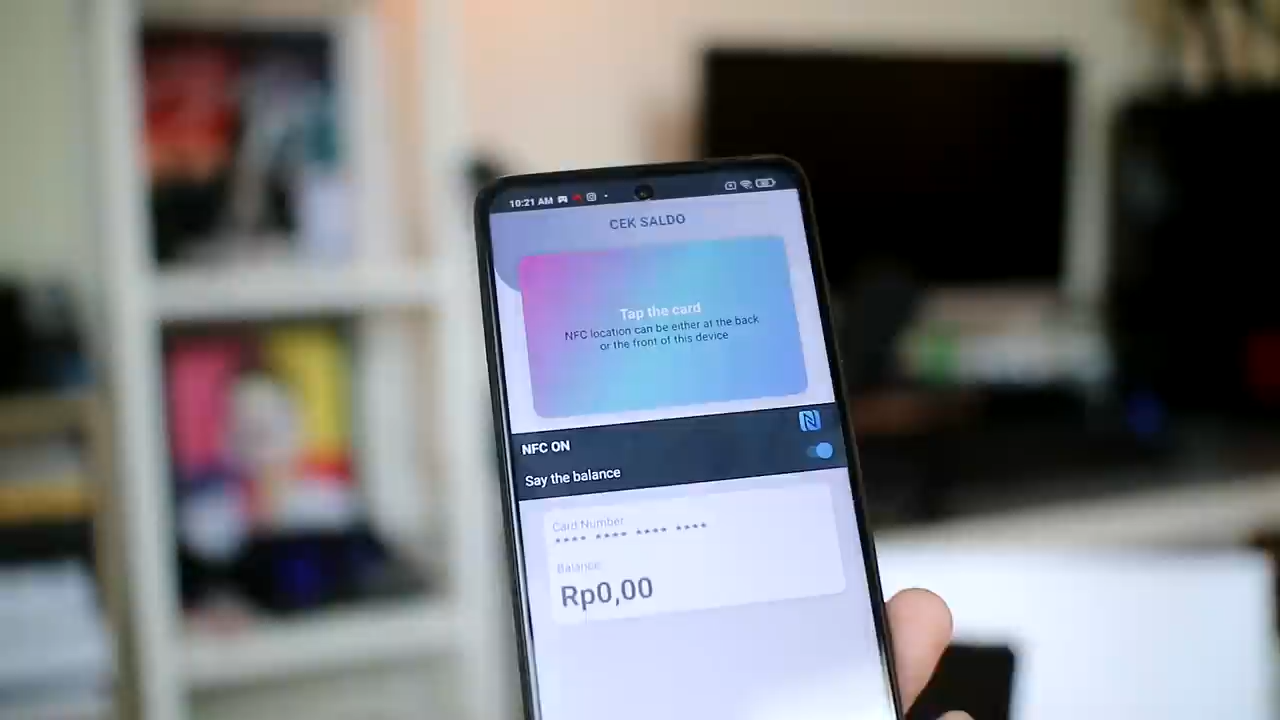 10:21 AM
CEK SALDO
Tap the card
NFC location can be either at the back
or the front of this device
NFC ON
Say the balance
Card Number
**** **** **** ****
Balance
Rp0,00